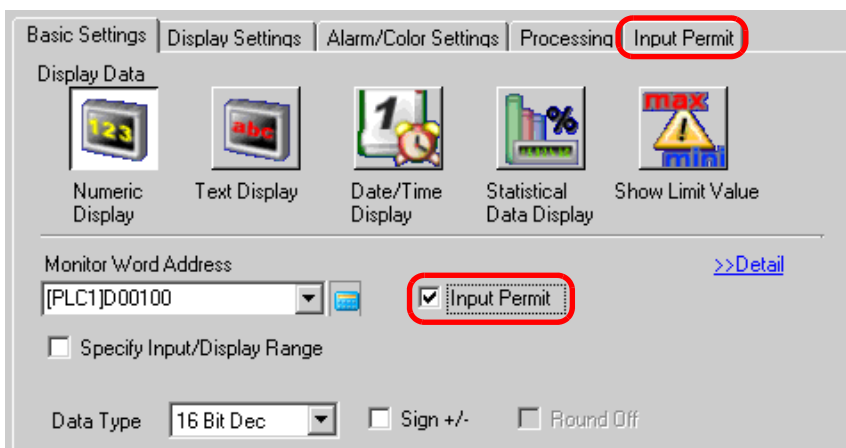 Basic Settings Display Settings Alarm/Color Settings Processing Input Permit
Display Data
123 abc 1 % max
mini
Numeric Display Text Display Date/Time Display Statistical Data Display Show Limit Value
Monitor Word Address >>Detail
[PLC1]D00100 Input Permit
Specify Input/Display Range
Data Type 16 Bit Dec Sign +/- Round Off